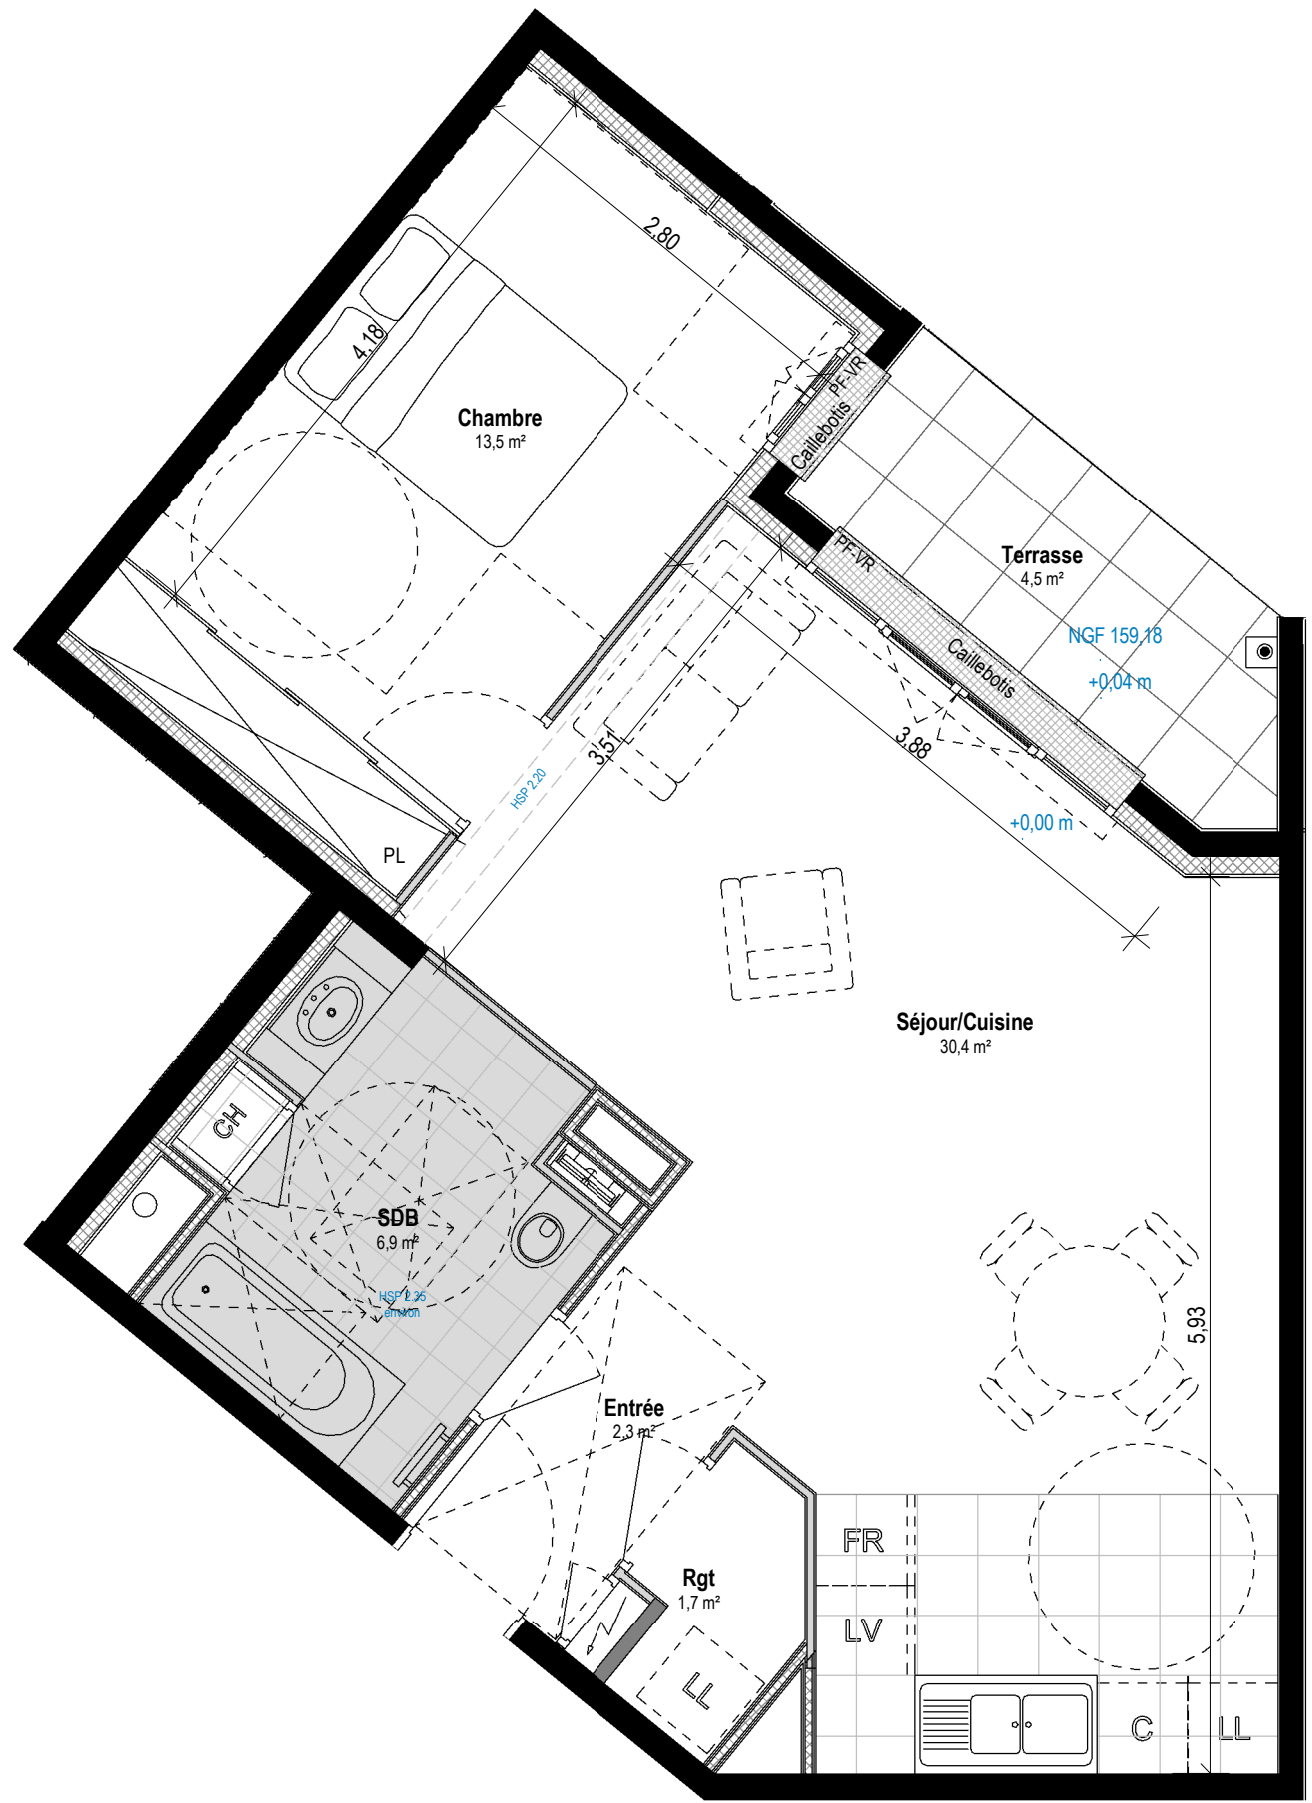 2,80
4,18
Chambre
13,5 m²
PF-VR
Caillebotis
PF-VR
Caillebotis
Terrasse
4,5 m²
NGF 159,18
+0,04 m
3,51
3,88
HSP 2.20
+0,00 m
PL
Séjour/Cuisine
30,4 m²
CH
SDB
6,9 m²
HSP 2.35
environ
5,93
Entrée
2,3 m²
FR
Rgt
1,7 m²
LV
LL
C
LL